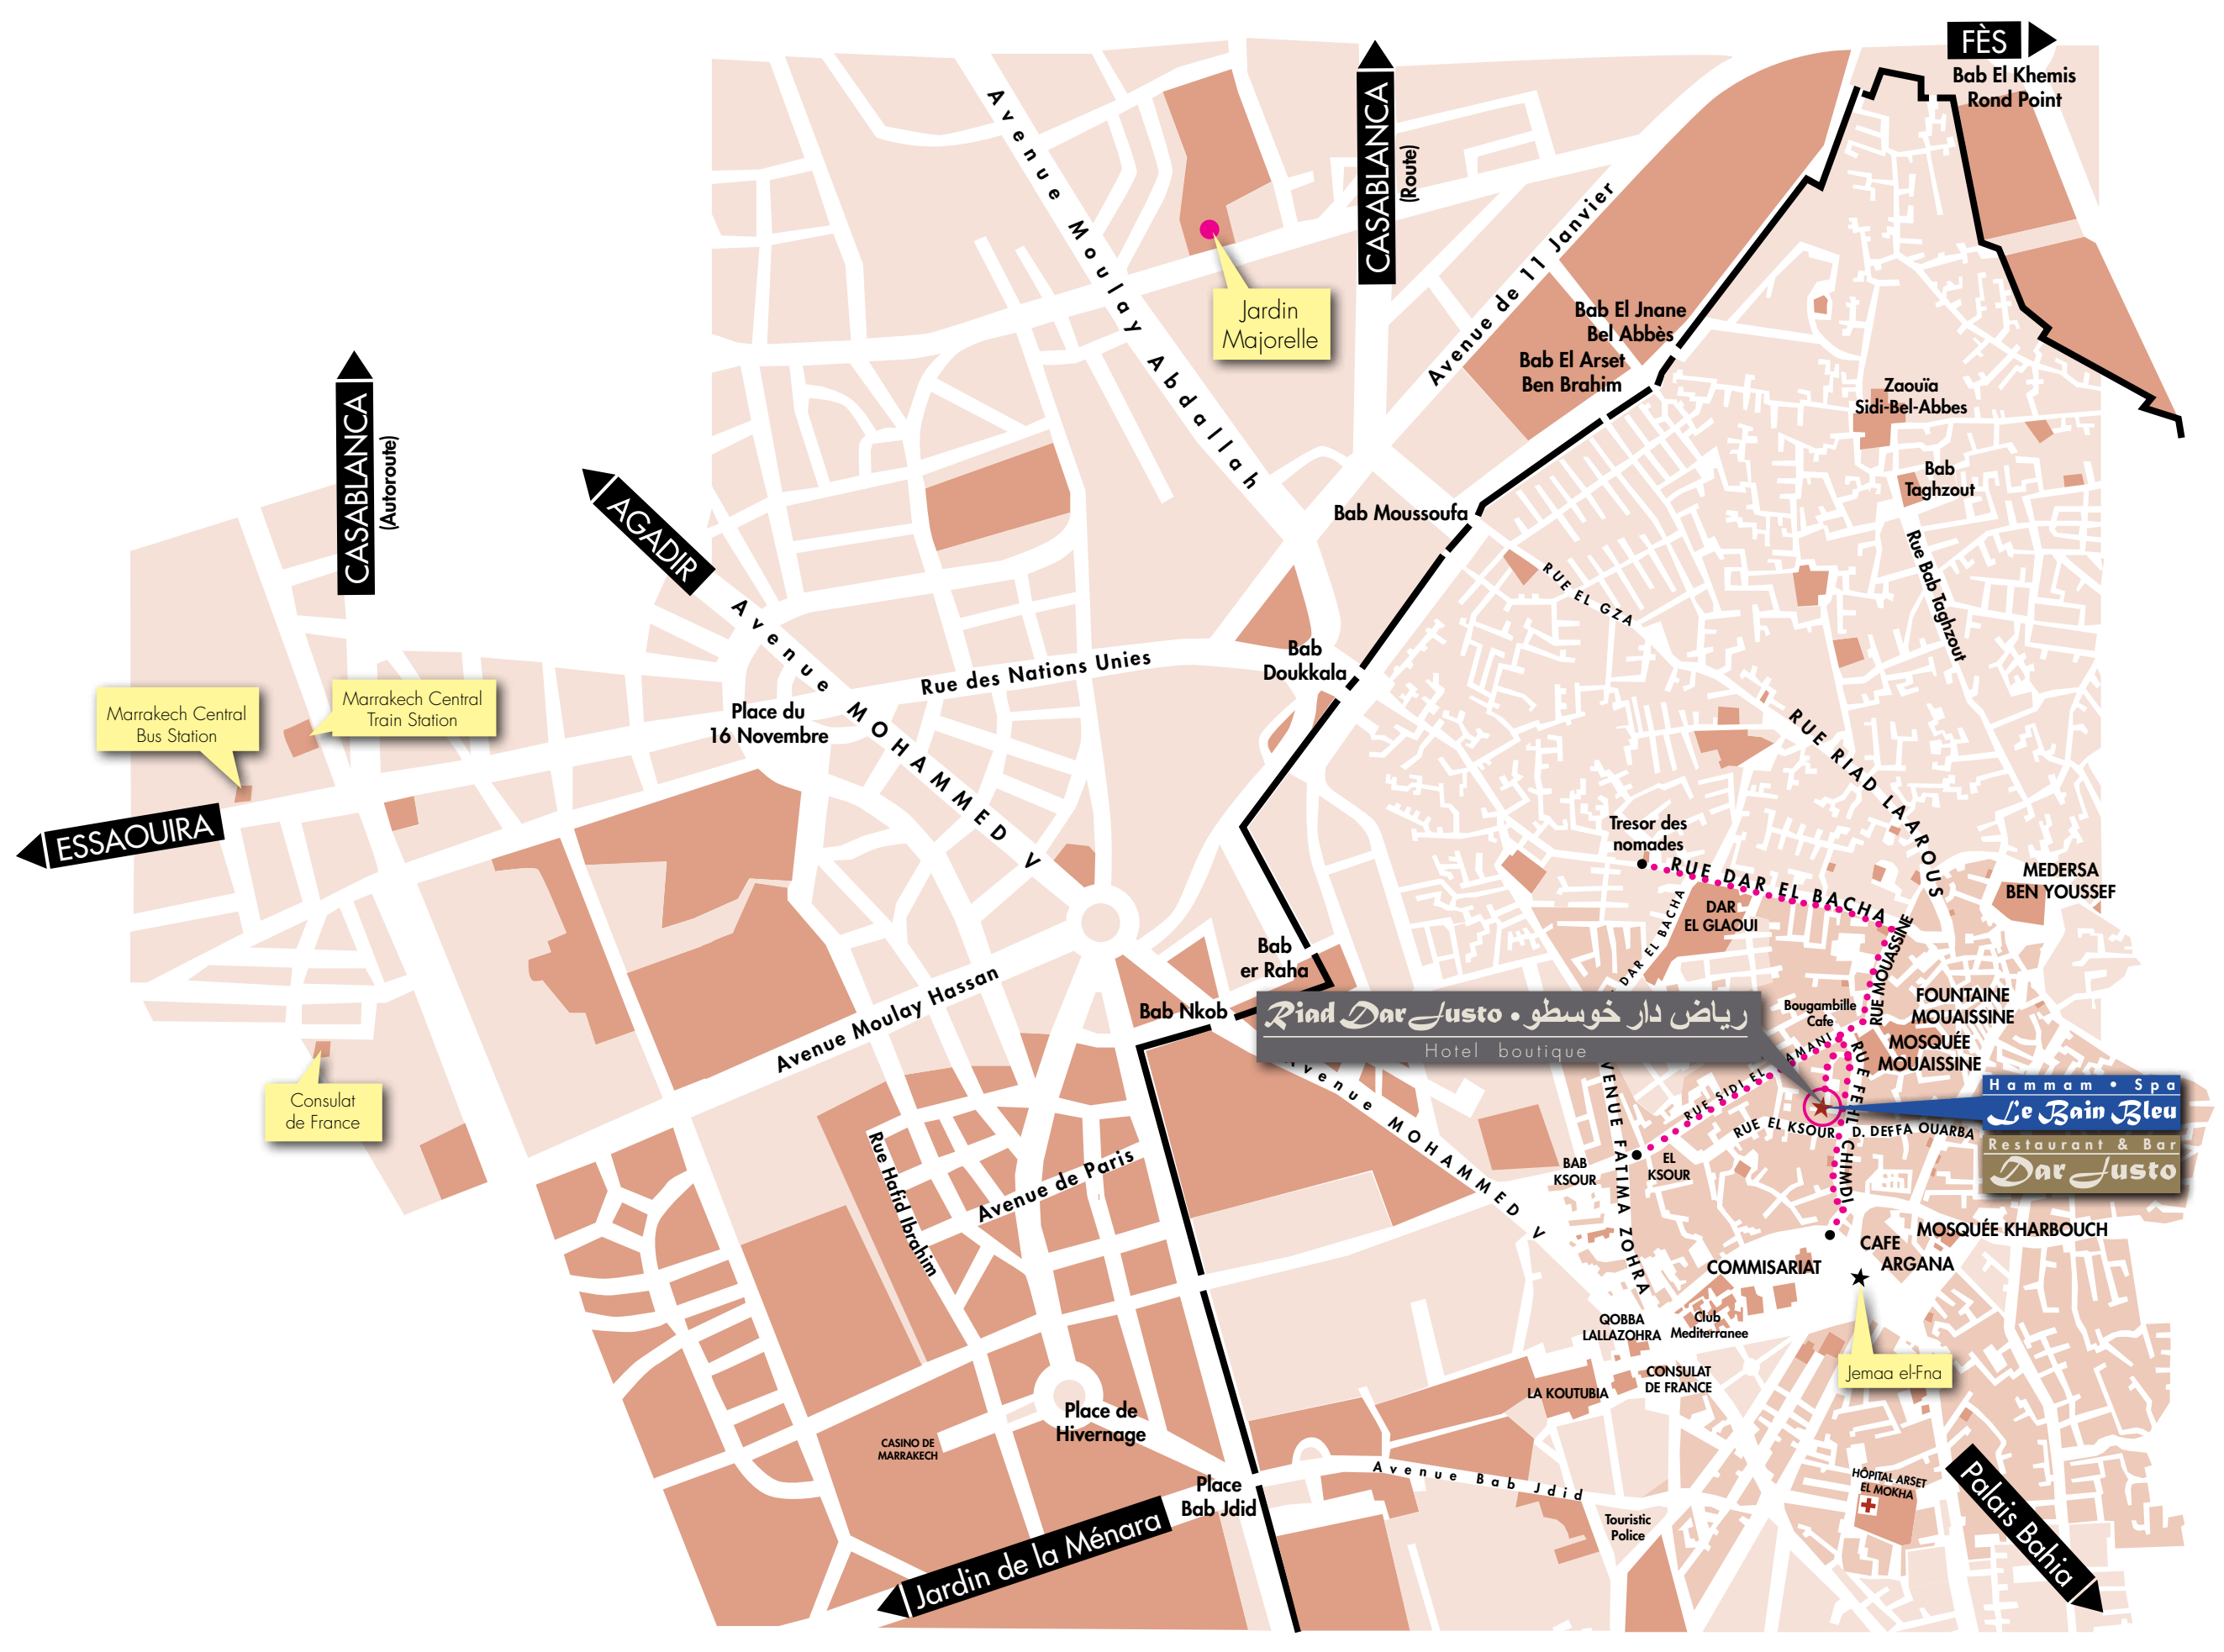 FÈS
Bab El Khemis
Rond Point
CASABLANCA
(Route)
Avenue Moulay Abdallah
Avenue de 11 Janvier
Jardin
Majorelle
Bab El Jnane
Bel Abbès
Bab El Arset
Ben Brahim
Zaouïa
Sidi-Bel-Abbes
Bab
Taghzout
Rue Bab Taghzout
CASABLANCA
(Autoroute)
AGADIR
Bab Moussoufa
RUE EL GZA
Avenue MOHAMMED V
Rue des Nations Unies
Bab
Doukkala
Place du
16 Novembre
Marrakech Central
Train Station
Marrakech Central
Bus Station
ESSAOUIRA
RUE RIAD LAAROUS
Tresor des
nomades
RUE DAR EL BACHA
MEDERSA
BEN YOUSSEF
DAR
EL GLAOUI
DAR EL BACHA
RUE MOUASSINE
Bab
er Raha
Avenue Moulay Hassan
Bab Nkob
Riad Dar Justo • رياض دار خوسطو
Hotel boutique
Bougambille
Cafe
FOUNTAINE
MOUAISSINE
MOSQUÉE
MOUAISSINE
Consulat
de France
Hammam • Spa
Le Bain Bleu
Restaurant & Bar
Dar Justo
RUE SIDI EL YAMANI
RUE FEHL CHIMDI
RUE EL KSOUR
D. DEFFA OUARBA
Avenue MOHAMMED V
AVENUE FATIMA ZOHRA
BAB
KSOUR
EL
KSOUR
Rue Hafid Ibrahim
Avenue de Paris
MOSQUÉE KHARBOUCH
CAFE
ARGANA
COMMISARIAT
QOBBA
LALLAZOHRA
Club
Mediterranee
Jemaa el-Fna
CONSULAT
DE FRANCE
LA KOUTUBIA
Place de
Hivernage
CASINO DE
MARRAKECH
Place
Bab Jdid
Avenue Bab Jdid
Touristic
Police
HÔPITAL ARSET
EL MOKHA
Jardin de la Ménara
Palais Bahia